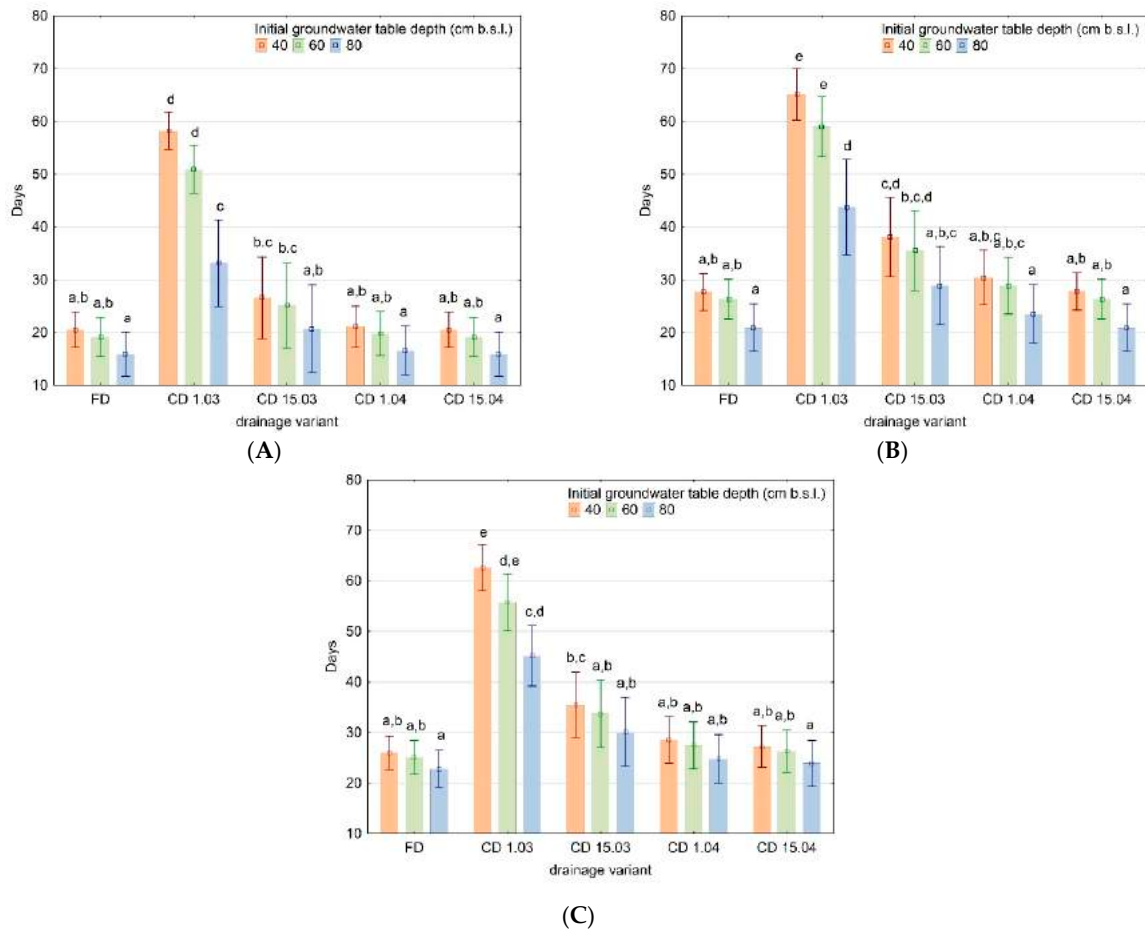 80
Initial groundwater table depth (cm b.s.l.)
40 60 80
70
60
50
40
30
20
10
Days
d
d
c
b,c
b,c
a,b
a,b
a,b
a
a,b
a,b
a
a,b
a,b
a
FD CD 1.03 CD 15.03 CD 1.04 CD 15.04
drainage variant
(A)
80
Initial groundwater table depth (cm b.s.l.)
40 60 80
70
60
50
40
30
20
10
Days
e
e
d
c,d
b,c,d
a,b,c
a,b
a,b
a
a,b,c
a,b,c
a
a,b
a,b
a
FD CD 1.03 CD 15.03 CD 1.04 CD 15.04
drainage variant
(B)
80
Initial groundwater table depth (cm b.s.l.)
40 60 80
70
60
50
40
30
20
10
Days
e
d,e
c,d
b,c
a,b
a,b
a,b
a,b
a
a,b
a,b
a,b
a,b
a,b
a
FD CD 1.03 CD 15.03 CD 1.04 CD 15.04
drainage variant
(C)